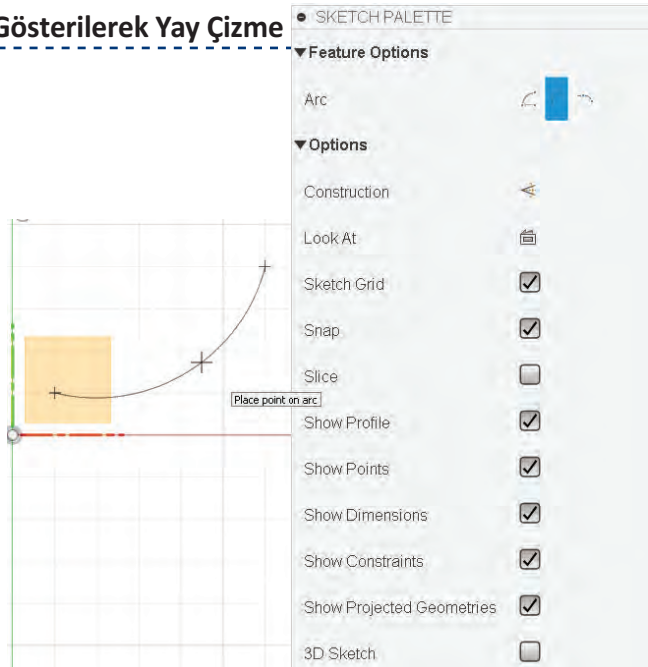 Gösterilerek Yay Çizme
SKETCH PALETTE
Feature Options
Arc
Options
Construction
Look At
Sketch Grid
Snap
Slice
Place point on arc
Show Profile
Show Points
Show Dimensions
Show Constraints
Show Projected Geometries
3D Sketch